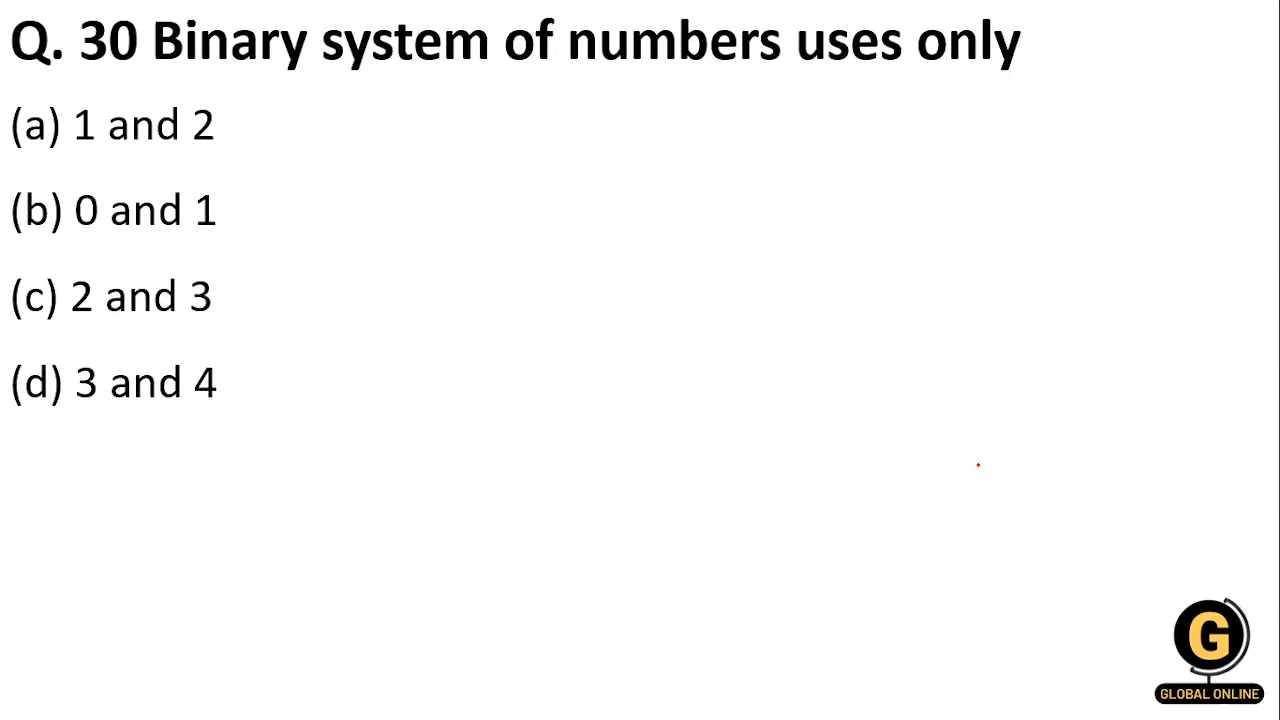 Q. 30 Binary system of numbers uses only
(a) 1 and 2
(b) 0 and 1
(c) 2 and 3
(d) 3 and 4
G
GLOBAL ONLINE